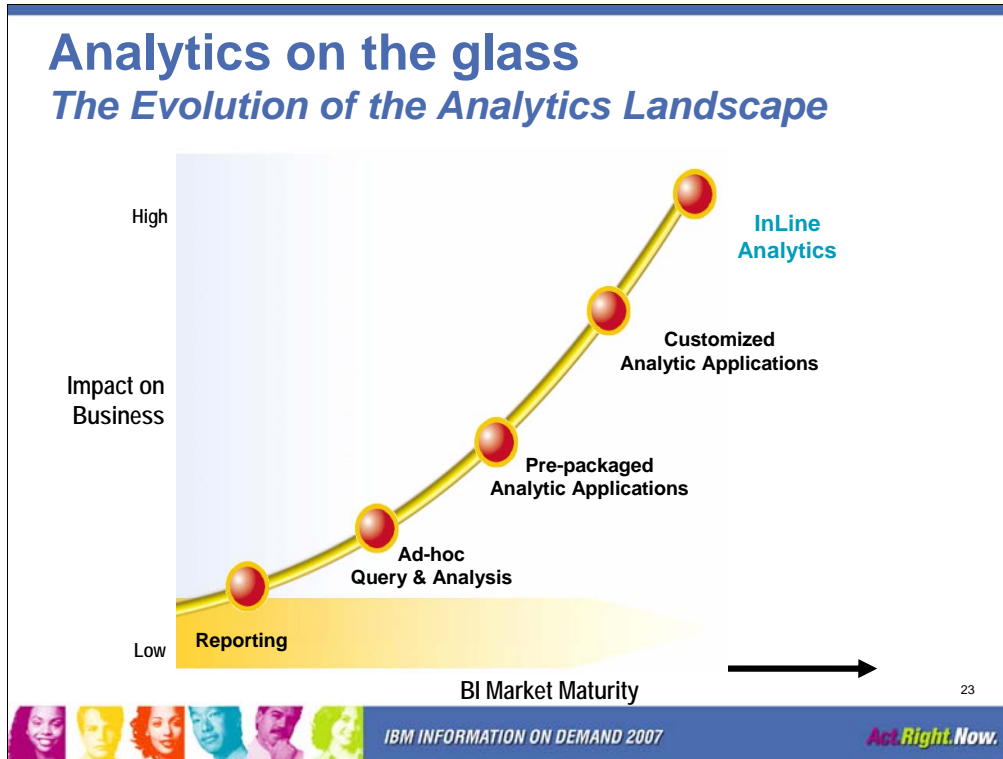 Analytics on the glass
The Evolution of the Analytics Landscape
High
InLine
Analytics
Customized
Analytic Applications
Impact on
Business
Pre-packaged
Analytic Applications
Ad-hoc
Query & Analysis
Reporting
Low
BI Market Maturity
23
IBM INFORMATION ON DEMAND 2007
Act.Right.Now.